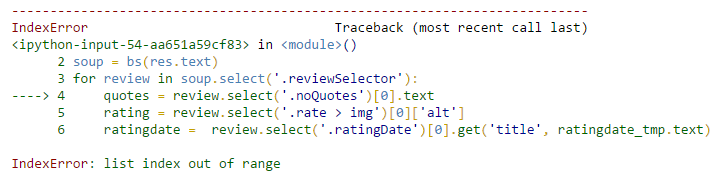 ---------------------------------------------------------------------------
IndexError                                Traceback (most recent call last)
<ipython-input-54-aa651a59cf83> in <module>()
      2 soup = bs(res.text)
      3 for review in soup.select('.reviewSelector'):
----> 4     quotes = review.select('.noQuotes')[0].text
      5     rating = review.select('.rate > img')[0]['alt']
      6     ratingdate =  review.select('.ratingDate')[0].get('title', ratingdate_tmp.text)
IndexError: list index out of range